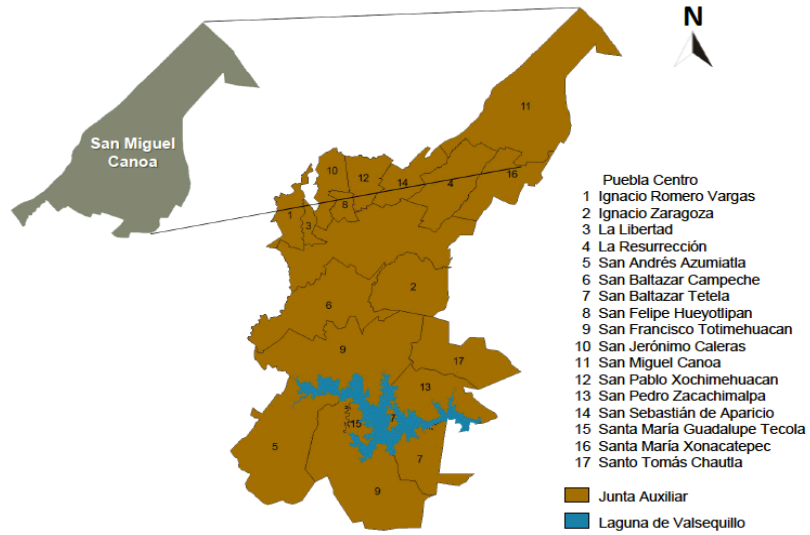 N
San Miguel
Canoa
11
10
12
14
4
16
8
1
3
2
6
9
17
13
7
15
5
7
9
Puebla Centro
1 Ignacio Romero Vargas
2 Ignacio Zaragoza
3 La Libertad
4 La Resurrección
5 San Andrés Azumiatla
6 San Baltazar Campeche
7 San Baltazar Tetela
8 San Felipe Hueyotlipan
9 San Francisco Totimehuacan
10 San Jerónimo Caleras
11 San Miguel Canoa
12 San Pablo Xochimehuacan
13 San Pedro Zacachimalpa
14 San Sebastián de Aparicio
15 Santa María Guadalupe Tecola
16 Santa María Xonacatepec
17 Santo Tomás Chautla
Junta Auxiliar
Laguna de Valsequillo